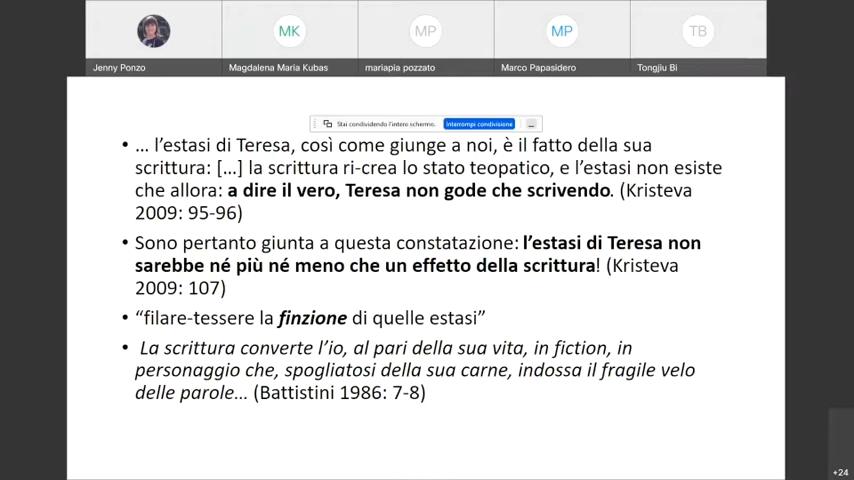 MK
MP
MP
TB
Jenny Ponzo
Magdalena Maria Kubas
mariapia pozzato
Marco Papasidero
Tongjiu Bi
Stai condividendo l'intero schermo.
Interrompi condivisione
...
• … l'estasi di Teresa, così come giunge a noi, è il fatto della sua
scrittura: […] la scrittura ri-crea lo stato teopatico, e l'estasi non esiste
che allora: a dire il vero, Teresa non gode che scrivendo. (Kristeva
2009: 95-96)
• Sono pertanto giunta a questa constatazione: l'estasi di Teresa non
sarebbe né più né meno che un effetto della scrittura! (Kristeva
2009: 107)
• “filare-tessere la finzione di quelle estasi”
• La scrittura converte l'io, al pari della sua vita, in fiction, in
personaggio che, spogliatosi della sua carne, indossa il fragile velo
delle parole… (Battistini 1986: 7-8)
+24